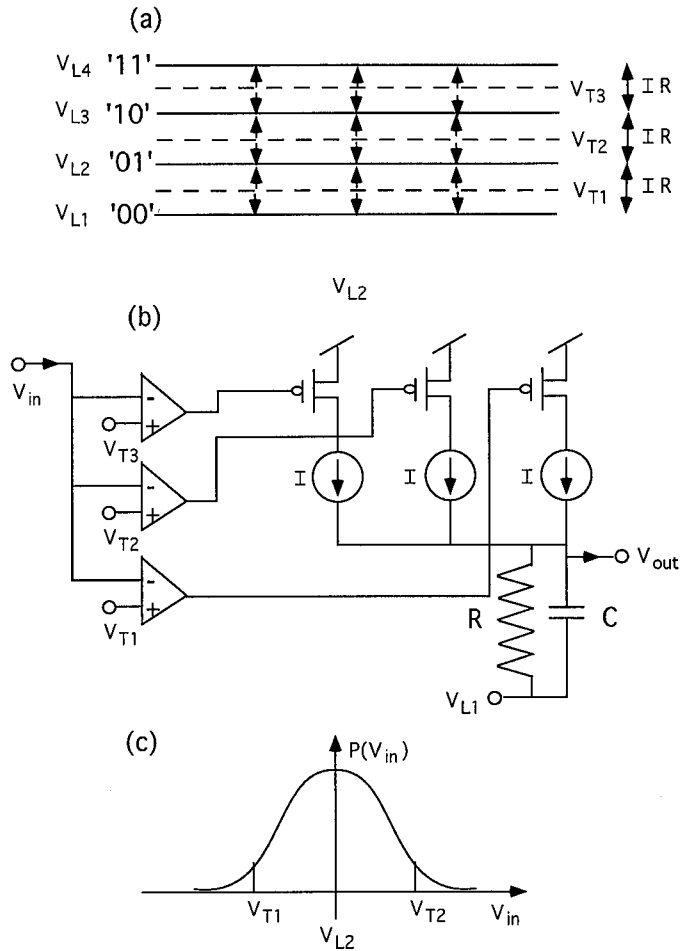 (a)
V_L4 '11'
V_T3 I R
V_L3 '10'
V_T2 I R
V_L2 '01'
V_T1 I R
V_L1 '00'
V_L2
(b)
V_in
-
+
V_T3
I I I
-
+
V_T2
V_out
-
+
V_T1
R C
V_L1
(c)
P(V_in)
V_T1 V_T2 V_in
V_L2